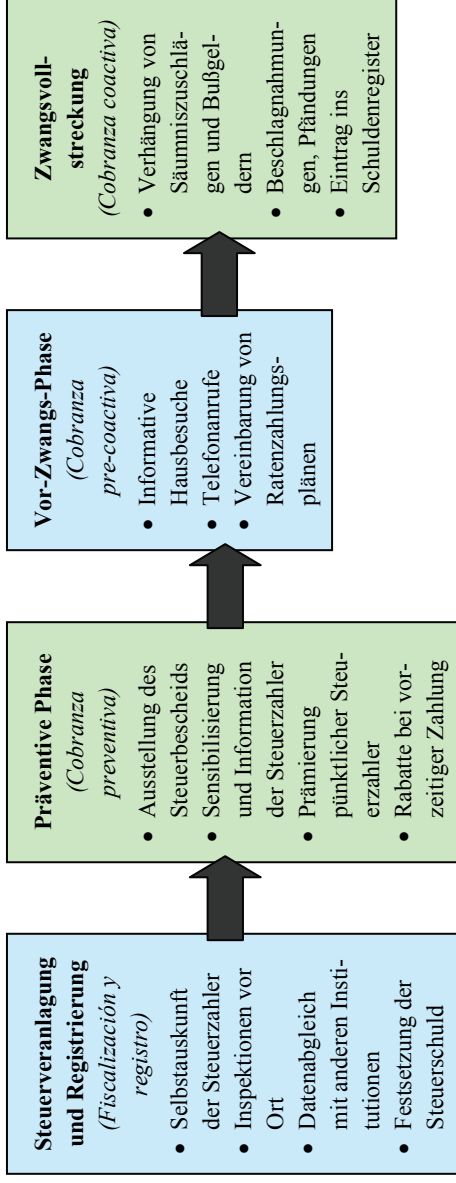 Steuerveranlagung
und Registrierung
(Fiscalización y
registro)
• Selbstauskunft
der Steuerzahler
• Inspektionen vor
Ort
• Datenabgleich
mit anderen Insti-
tutionen
• Festsetzung der
Steuerschuld
Präventive Phase
(Cobranza
preventiva)
• Ausstellung des
Steuerbescheids
• Sensibilisierung
und Information
der Steuerzahler
• Prämierung
pünktlicher Steu-
erzahler
• Rabatte bei vor-
zeitiger Zahlung
Vor-Zwangs-Phase
(Cobranza
pre-coactiva)
• Informative
Hausbesuche
• Telefonanrufe
• Vereinbarung von
Ratenzahlungs-
plänen
Zwangsvoll-
streckung
(Cobranza coactiva)
• Verhängung von
Säumniszuschlä-
gen und Bußgel-
dern
• Beschlagnahmun-
gen, Pfändungen
• Eintrag ins
Schuldenregister